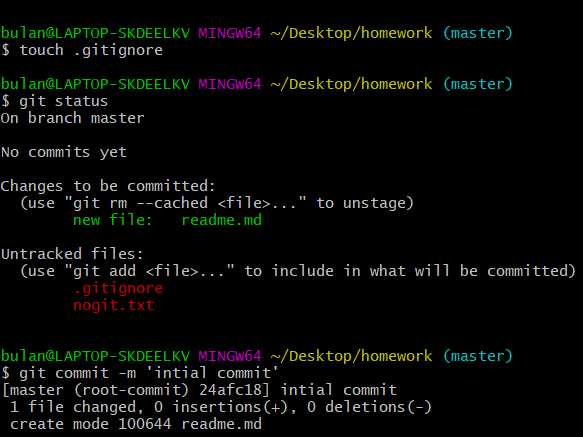 bulan@LAPTOP-SKDEELKV MINGW64 ~/Desktop/homework (master)
$ touch .gitignore
bulan@LAPTOP-SKDEELKV MINGW64 ~/Desktop/homework (master)
$ git status
On branch master
No commits yet
Changes to be committed:
  (use "git rm --cached <file>..." to unstage)
        new file:   readme.md
Untracked files:
  (use "git add <file>..." to include in what will be committed)
        .gitignore
        nogit.txt
bulan@LAPTOP-SKDEELKV MINGW64 ~/Desktop/homework (master)
$ git commit -m 'intial commit'
[master (root-commit) 24afc18] intial commit
 1 file changed, 0 insertions(+), 0 deletions(-)
 create mode 100644 readme.md